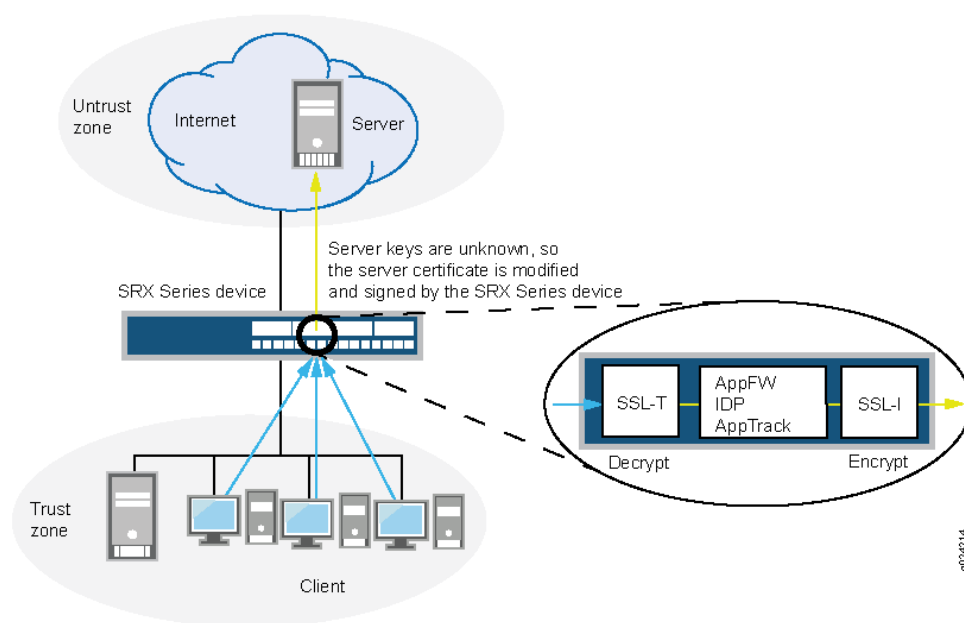 Untrust
zone
Internet
Server
Server keys are unknown, so
the server certificate is modified
and signed by the SRX Series device
SRX Series device
SSL-T
AppFW
IDP
AppTrack
SSL-I
Decrypt
Encrypt
Trust
zone
Client
g034214